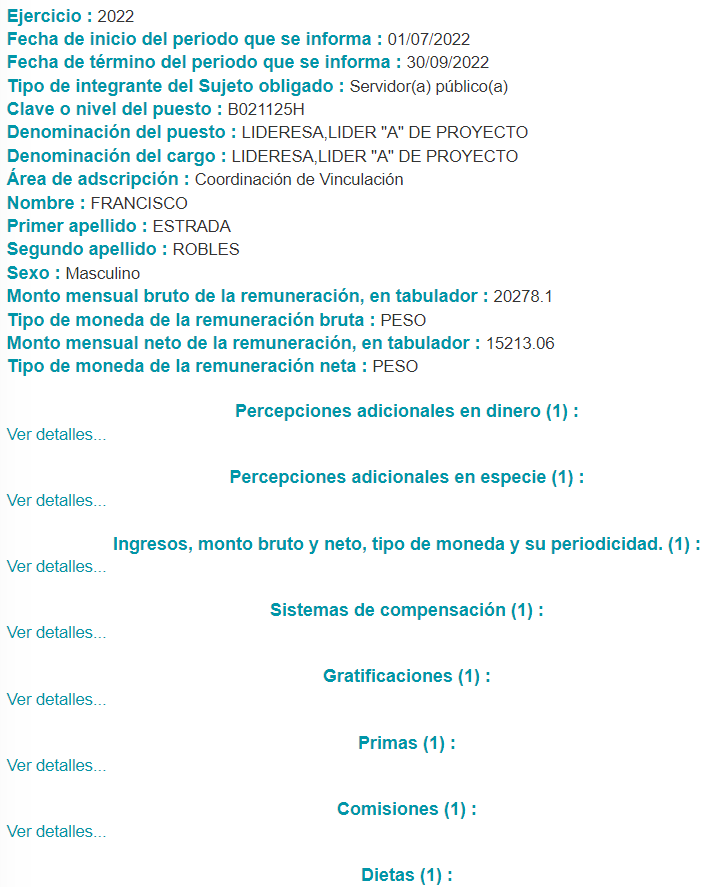 Ejercicio : 2022
Fecha de inicio del periodo que se informa : 01/07/2022
Fecha de término del periodo que se informa : 30/09/2022
Tipo de integrante del Sujeto obligado : Servidor(a) público(a)
Clave o nivel del puesto : B021125H
Denominación del puesto : LIDERESA,LIDER "A" DE PROYECTO
Denominación del cargo : LIDERESA,LIDER "A" DE PROYECTO
Área de adscripción : Coordinación de Vinculación
Nombre : FRANCISCO
Primer apellido : ESTRADA
Segundo apellido : ROBLES
Sexo : Masculino
Monto mensual bruto de la remuneración, en tabulador : 20278.1
Tipo de moneda de la remuneración bruta : PESO
Monto mensual neto de la remuneración, en tabulador : 15213.06
Tipo de moneda de la remuneración neta : PESO
Percepciones adicionales en dinero (1) :
Ver detalles...
Percepciones adicionales en especie (1) :
Ver detalles...
Ingresos, monto bruto y neto, tipo de moneda y su periodicidad. (1) :
Ver detalles...
Sistemas de compensación (1) :
Ver detalles...
Gratificaciones (1) :
Ver detalles...
Primas (1) :
Ver detalles...
Comisiones (1) :
Ver detalles...
Dietas (1) :